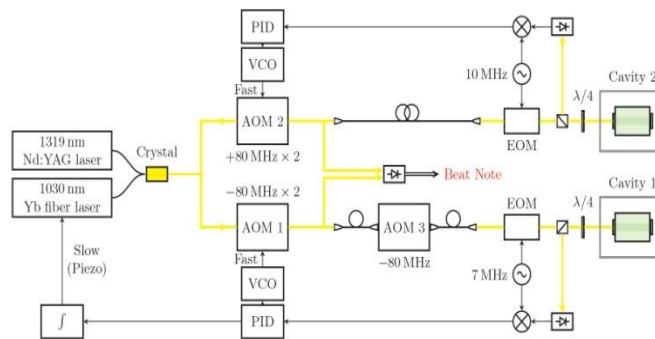 PID
VCO
Fast
10 MHz
Cavity 2
λ/4
AOM 2
+80 MHz × 2
EOM
1319 nm
Nd:YAG laser
Crystal
1030 nm
Yb fiber laser
Beat Note
−80 MHz × 2
AOM 1
AOM 3
−80 MHz
EOM
Cavity 1
λ/4
Slow
(Piezo)
Fast
VCO
7 MHz
∫
PID